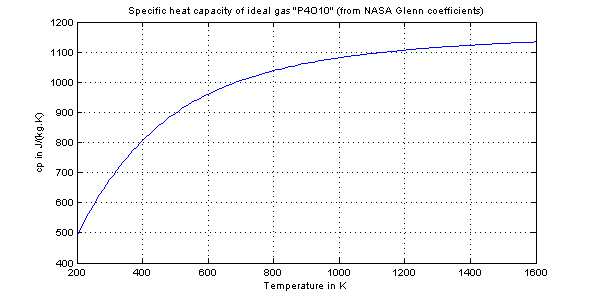 Specific heat capacity of ideal gas "P4O10" (from NASA Glenn coefficients)
1200
1100
1000
900
800
700
600
500
400
cp in J/(kg.K)
200 400 600 800 1000 1200 1400 1600
Temperature in K